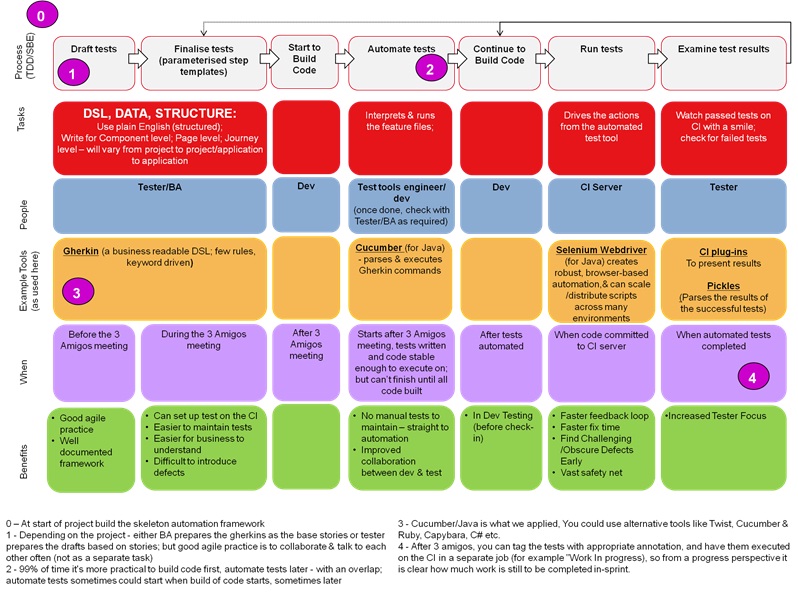 0
Process
(TDD/SBE)
Draft tests
1
Finalise tests
(parameterised step
templates)
Start to
Build
Code
Automate tests
2
Continue to
Build Code
Run tests
Examine test results
Tasks
DSL, DATA, STRUCTURE:
Use plain English (structured);
Write for Component level; Page level; Journey
level – will vary from project to project/application
to application
Interprets & runs
the feature files;
Drives the actions
from the automated
test tool
Watch passed tests on
CI with a smile;
check for failed tests
People
Tester/BA
Dev
Test tools engineer/
dev
(once done, check with
Tester/BA as required)
Dev
CI Server
Tester
Example Tools
(as used here)
Gherkin (a business readable DSL; few rules,
keyword driven)
3
Cucumber (for Java)
- parses & executes
Gherkin commands
Selenium Webdriver
(for Java) creates
robust, browser-based
automation,& can scale
/distribute scripts
across many
environments
CI plug-ins
To present results
Pickles
(Parses the results of
the successful tests)
When
Before the 3
Amigos meeting
During the 3 Amigos
meeting
After 3
Amigos
meeting
Starts after 3 Amigos
meeting, tests written
and code stable
enough to execute on;
but can't finish until all
code built
After tests
automated
When code committed
to CI server
When automated tests
completed
4
Benefits
• Good agile
practice
• Well
documented
framework
• Can set up test on the CI
• Easier to maintain tests
• Easier for business to
understand
• Difficult to introduce
defects
• No manual tests to
maintain – straight to
automation
• Improved
collaboration
between dev & test
• In Dev Testing
(before check-
in)
• Faster feedback loop
• Faster fix time
• Find Challenging
/Obscure Defects
Early
• Vast safety net
•Increased Tester Focus
0 – At start of project build the skeleton automation framework
1 - Depending on the project - either BA prepares the gherkins as the base stories or tester
prepares the drafts based on stories; but good agile practice is to collaborate & talk to each
other often (not as a separate task)
2 - 99% of time it's more practical to build code first, automate tests later - with an overlap;
automate tests sometimes could start when build of code starts, sometimes later
3 - Cucumber/Java is what we applied, You could use alternative tools like Twist, Cucumber &
Ruby, Capybara, C# etc.
4 - After 3 amigos, you can tag the tests with appropriate annotation, and have them executed
on the CI in a separate job (for example "Work In progress), so from a progress perspective it
is clear how much work is still to be completed in-sprint.